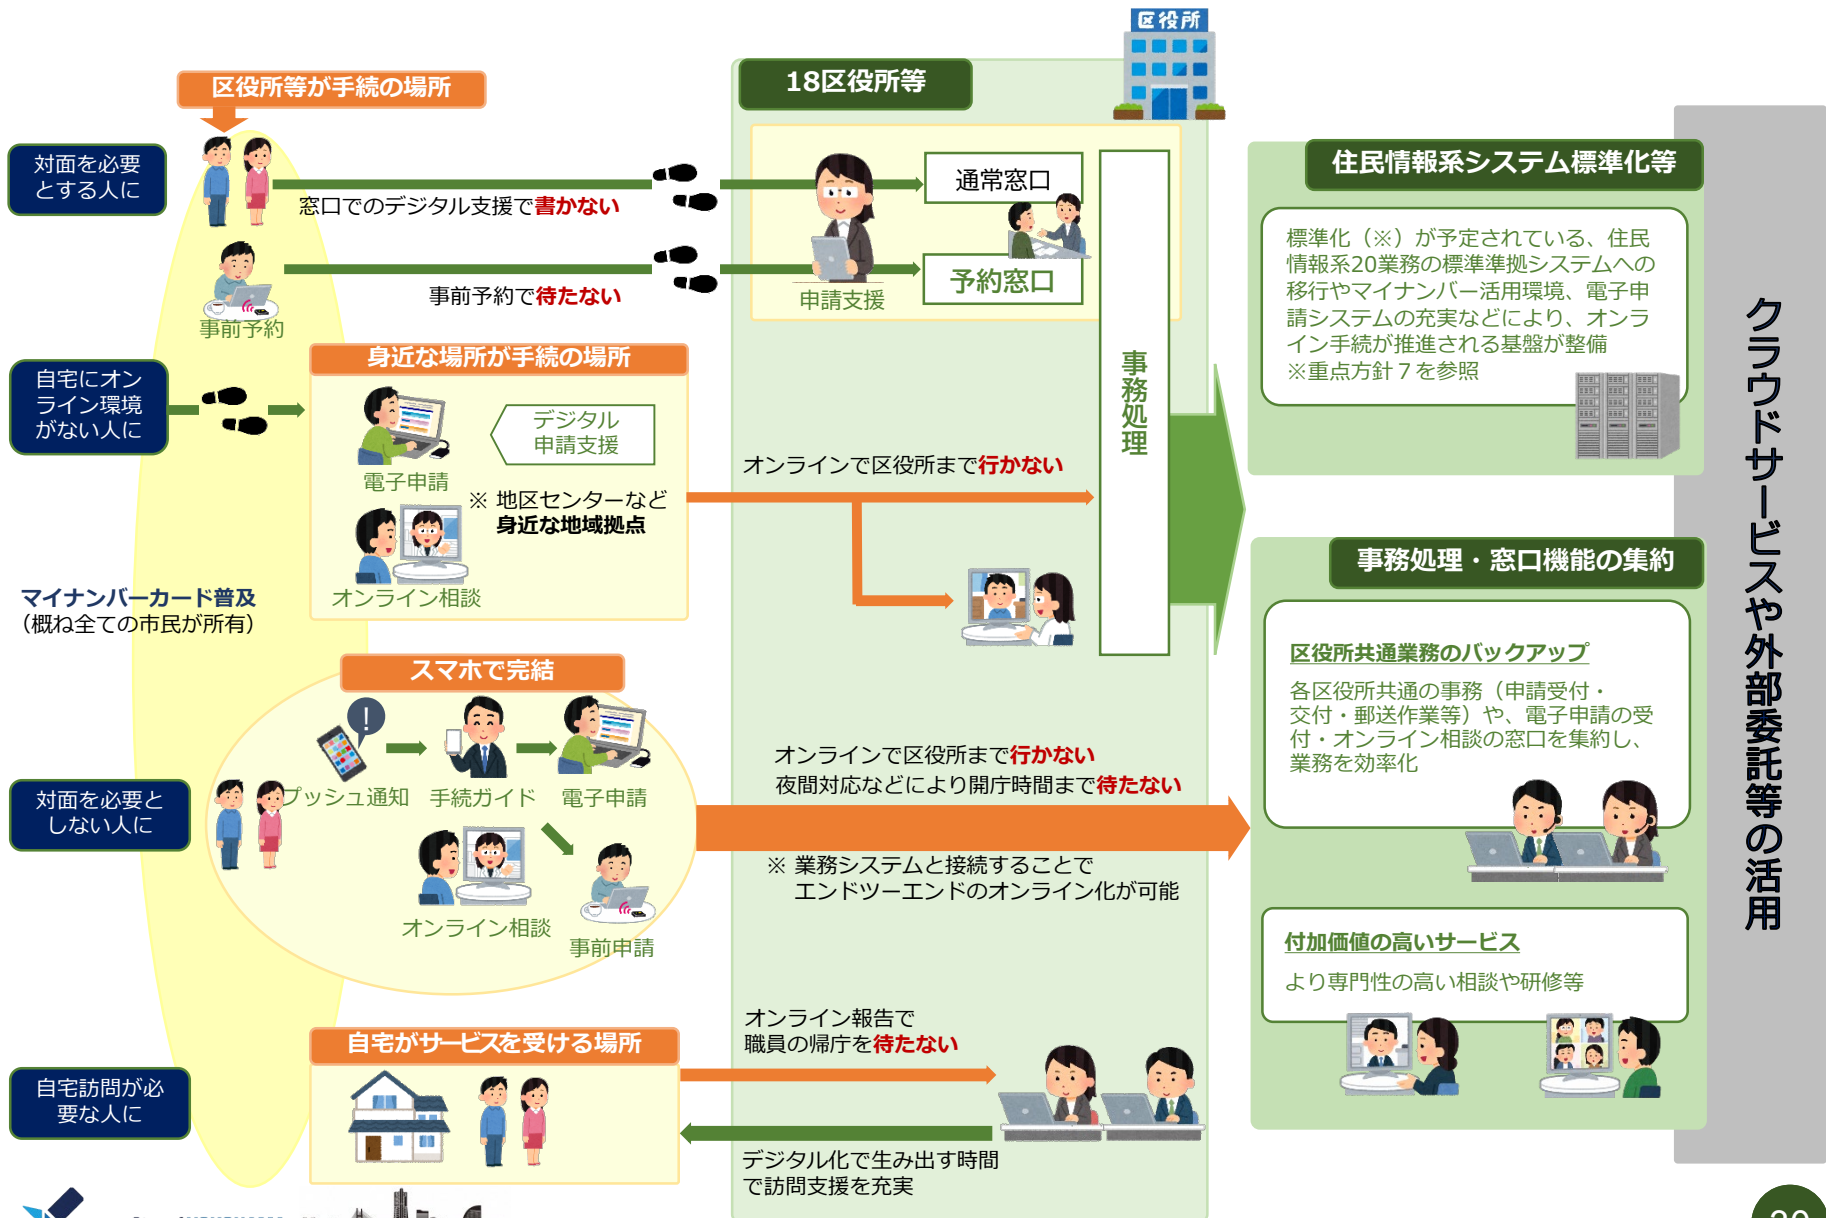 区役所
区役所等が手続の場所
18区役所等
対面を必要
とする人に
窓口でのデジタル支援で書かない
通常窓口
事前予約で待たない
事前予約
申請支援
予約窓口
事務処理
自宅にオン
ライン環境
がない人に
身近な場所が手続の場所
デジタル
申請支援
電子申請
※ 地区センターなど
身近な地域拠点
オンライン相談
オンラインで区役所まで行かない
マイナンバーカード普及
（概ね全ての市民が所有）
スマホで完結
!
プッシュ通知
手続ガイド
電子申請
オンライン相談
事前申請
対面を必要と
しない人に
オンラインで区役所まで行かない
夜間対応などにより開庁時間まで待たない
※ 業務システムと接続することで
エンドツーエンドのオンライン化が可能
自宅訪問が必
要な人に
自宅がサービスを受ける場所
オンライン報告で
職員の帰庁を待たない
デジタル化で生み出す時間
で訪問支援を充実
住民情報系システム標準化等
標準化（※）が予定されている、住民
情報系20業務の標準準拠システムへの
移行やマイナンバー活用環境、電子申
請システムの充実などにより、オンラ
イン手続が推進される基盤が整備
※重点方針７を参照
事務処理・窓口機能の集約
区役所共通業務のバックアップ
各区役所共通の事務（申請受付・
交付・郵送作業等）や、電子申請の受
付・オンライン相談の窓口を集約し、
業務を効率化
付加価値の高いサービス
より専門性の高い相談や研修等
クラウドサービスや外部委託等の活用